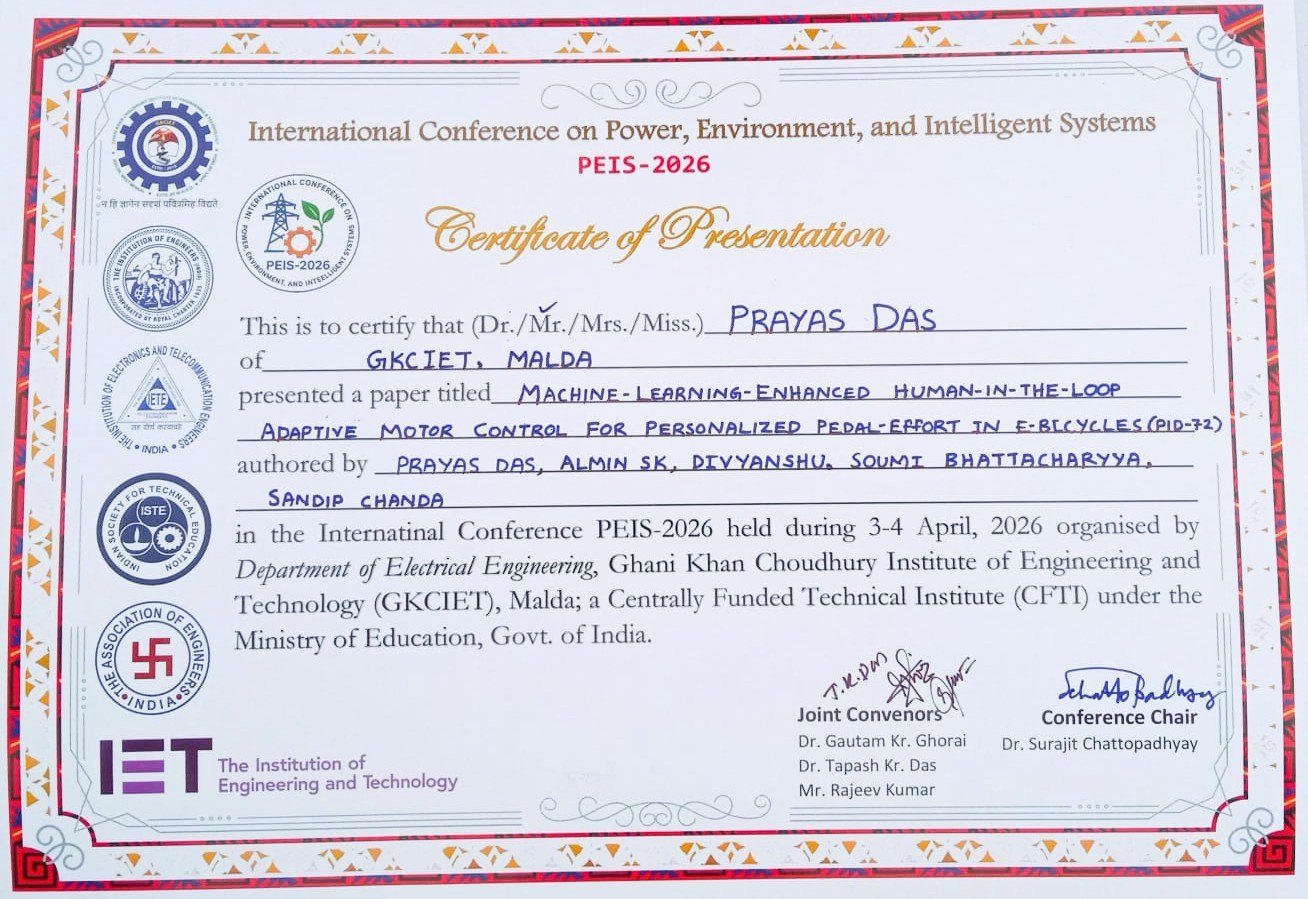 International Conference on Power, Environment, and Intelligent Systems
PEIS-2026
न हि ज्ञानेन सदृशं पवित्रमिह विद्यते
INTERNATIONAL CONFERENCE ON POWER, ENVIRONMENT, AND INTELLIGENT SYSTEMS
PEIS-2026
Certificate of Presentation
THE INSTITUTION OF ENGINEERS (INDIA)
INCORPORATED BY ROYAL CHARTER 1935
This is to certify that (Dr./Mr./Mrs./Miss.) PRAYAS DAS
of GKCIET, MALDA
presented a paper titled MACHINE-LEARNING-ENHANCED HUMAN-IN-THE-LOOP
ADAPTIVE MOTOR CONTROL FOR PERSONALIZED PEDAL-EFFORT IN E-BICYCLES (PID-72)
authored by PRAYAS DAS, ALMIN SK, DIVYANSHU, SOUMI BHATTACHARYYA,
SANDIP CHANDA
in the Internatinal Conference PEIS-2026 held during 3-4 April, 2026 organised by
Department of Electrical Engineering, Ghani Khan Choudhury Institute of Engineering and
Technology (GKCIET), Malda; a Centrally Funded Technical Institute (CFTI) under the
Ministry of Education, Govt. of India.
THE INSTITUTION OF ELECTRONICS AND TELECOMMUNICATION ENGINEERS
IETE
INDIA
INDIAN SOCIETY FOR TECHNICAL EDUCATION
ISTE
THE ASSOCIATION OF ENGINEERS
INDIA
IET The Institution of
Engineering and Technology
T.K.Das
Joint Convenors
Dr. Gautam Kr. Ghorai
Dr. Tapash Kr. Das
Mr. Rajeev Kumar
Conference Chair
Dr. Surajit Chattopadhyay